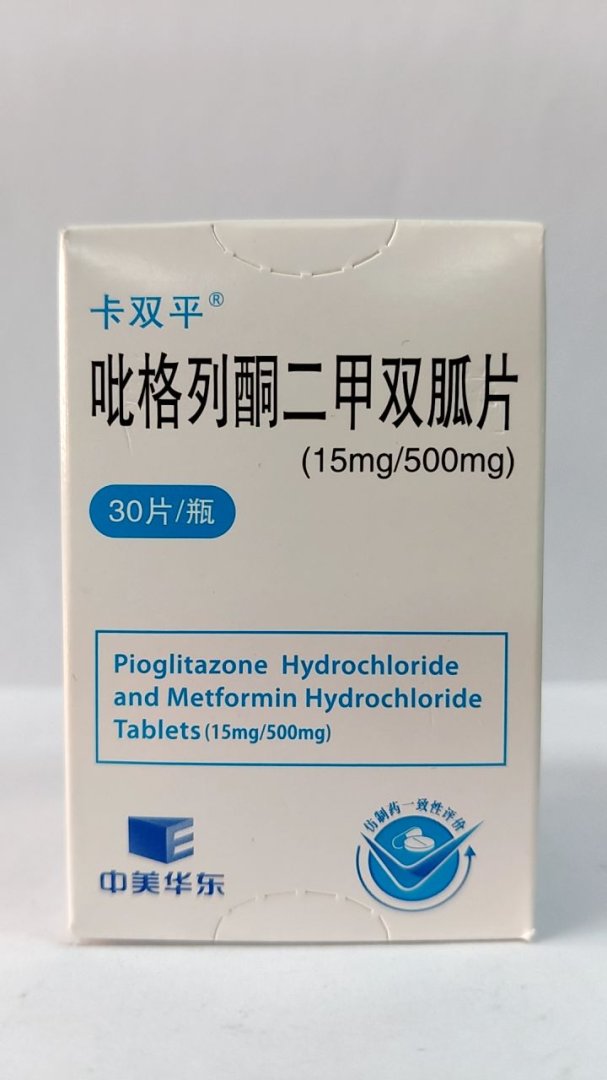 卡双平®
吡格列酮二甲双胍片
(15mg/500mg)
30片/瓶
Pioglitazone Hydrochloride
and Metformin Hydrochloride
Tablets (15mg/500mg)
仿制药一致性评价
中美华东